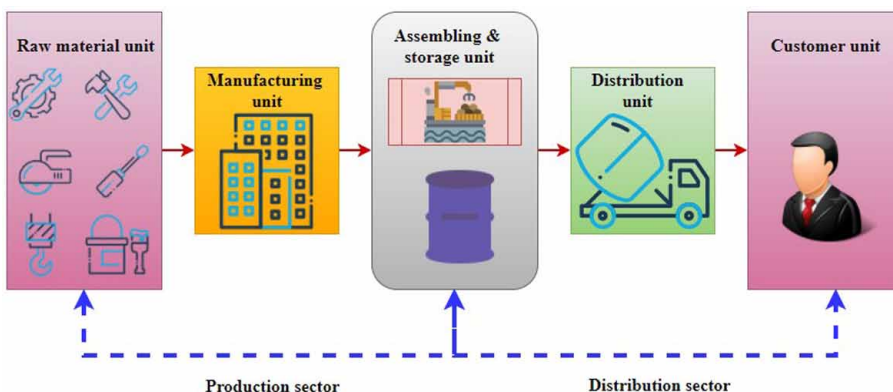 Raw material unit
Manufacturing
unit
Assembling &
storage unit
Distribution
unit
Customer unit
Production sector
Distribution sector